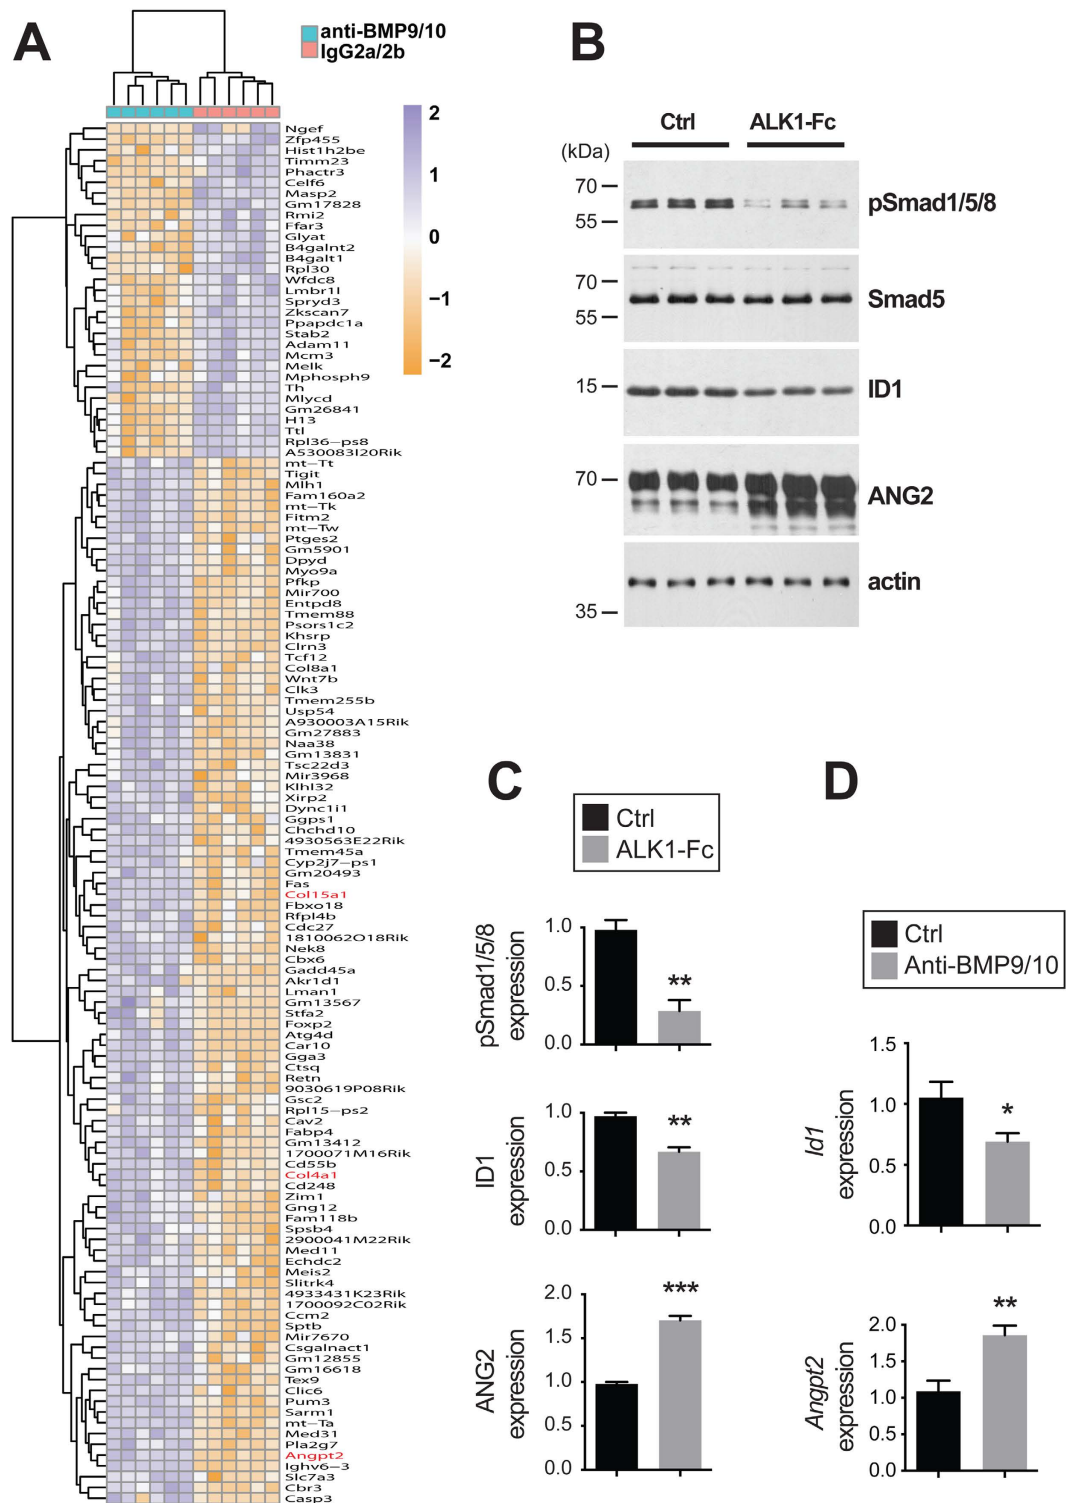 A
anti-BMP9/10
IgG2a/2b
2
1
0
−1
−2
Ngef
Zfp455
Hist1h2be
Timm23
Phactr3
Celf6
Masp2
Gm17828
Rmi2
Ffar3
Glyat
B4galnt2
B4galt1
Rpl30
Wfdc8
Lmbr1l
Spryd3
Zkscan7
Ppapdc1a
Stab2
Adam11
Mcm3
Melk
Mphosph9
Th
Mlycd
Gm26841
H13
Ttl
Rpl36−ps8
A530083I20Rik
mt−Tt
Tigit
Mlh1
Fam160a2
mt−Tk
Fitm2
mt−Tw
Ptges2
Gm5901
Dpyd
Myo9a
Pfkp
Mir700
Entpd8
Tmem88
Psors1c2
Khsrp
Clrn3
Tcf12
Col8a1
Wnt7b
Clk3
Tmem255b
Usp54
A930003A15Rik
Gm27883
Naa38
Gm13831
Tsc22d3
Mir3968
Klhl32
Xirp2
Dync1i1
Ggps1
Chchd10
4930563E22Rik
Tmem45a
Cyp2j7−ps1
Gm20493
Fas
Col15a1
Fbxo18
Rfpl4b
Cdc27
1810062O18Rik
Nek8
Cbx6
Gadd45a
Akr1d1
Lman1
Gm13567
Stfa2
Foxp2
Atg4d
Car10
Gga3
Ctsq
Retn
9030619P08Rik
Gsc2
Rpl15−ps2
Cav2
Fabp4
Gm13412
1700071M16Rik
Cd55b
Col4a1
Cd248
Zim1
Gng12
Fam118b
Spsb4
2900041M22Rik
Med11
Echdc2
Meis2
Slitrk4
4933431K23Rik
1700092C02Rik
Ccm2
Sptb
Mir7670
Csgalnact1
Gm12855
Gm16618
Tex9
Clic6
Pum3
Sarm1
mt−Ta
Med31
Pla2g7
Angpt2
Ighv6−3
Slc7a3
Cbr3
Casp3
B
Ctrl ALK1-Fc
(kDa)
70
55
pSmad1/5/8
70
55
Smad5
15
ID1
70
ANG2
35
actin
C
Ctrl
ALK1-Fc
pSmad1/5/8
expression
1.0
0.5
0.0
**
ID1
expression
1.0
0.5
0.0
**
ANG2
expression
2.0
1.5
1.0
0.5
0.0
***
D
Ctrl
Anti-BMP9/10
Id1
expression
1.5
1.0
0.5
0.0
*
Angpt2
expression
2.0
1.5
1.0
0.5
0.0
**